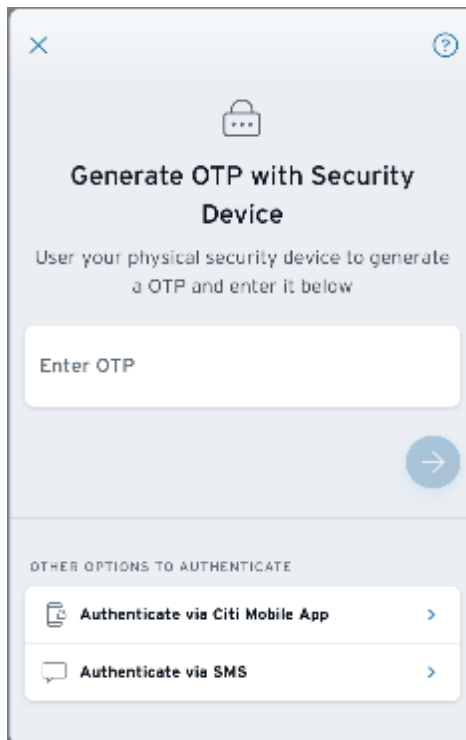 Generate OTP with Security
Device
User your physical security device to generate
a OTP and enter it below
Enter OTP
OTHER OPTIONS TO AUTHENTICATE
Authenticate via Citi Mobile App
Authenticate via SMS